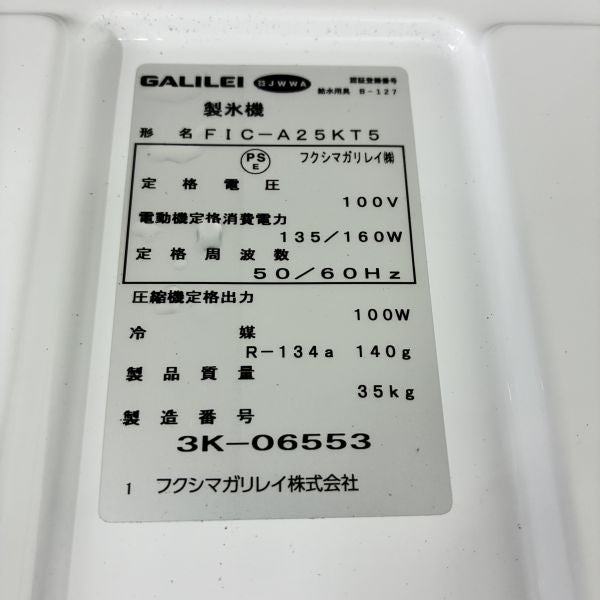 GALILEI JWWA 認証登録番号
給水用具 B-127
製氷機
形名 FIC-A25KT5
PS E フクシマガリレイ㈱
定格電圧
100V
電動機定格消費電力
135/160W
定格周波数
50/60Hz
圧縮機定格出力
100W
冷媒
R-134a 140g
製品質量
35kg
製造番号
3K-06553
1 フクシマガリレイ株式会社